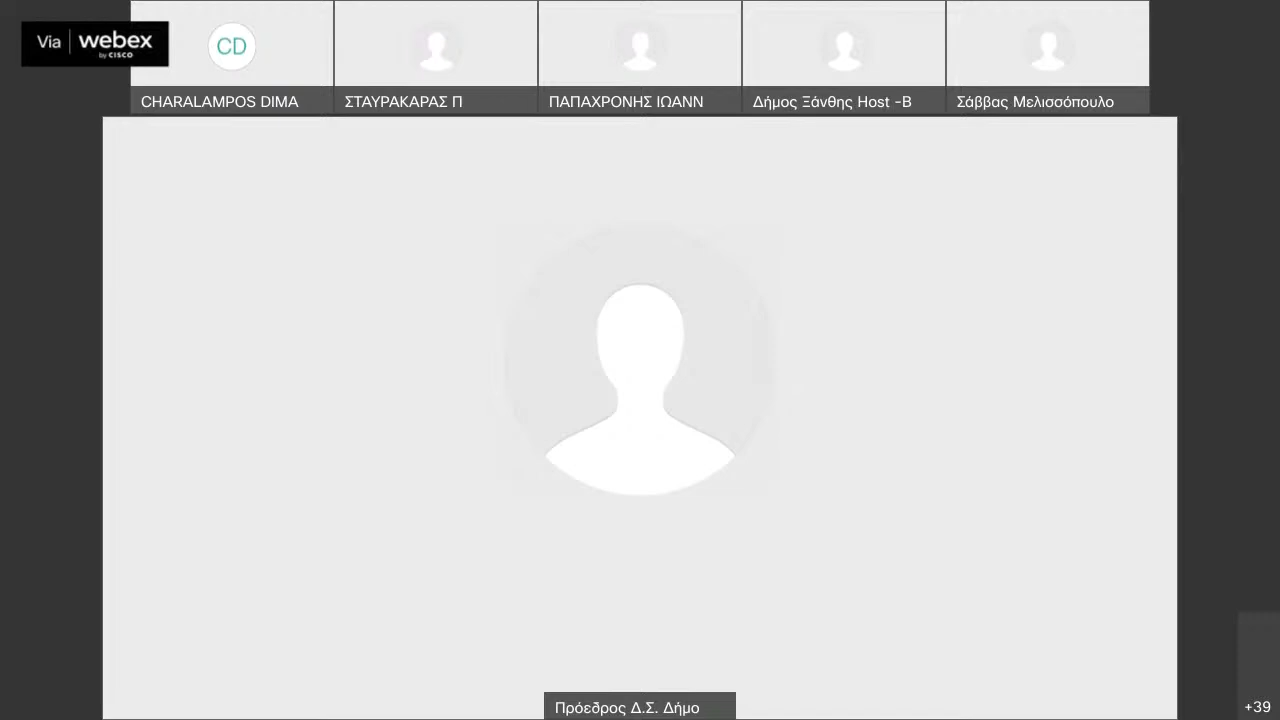 Via webex
by CISCO
CD
CHARALAMPOS DIMA
ΣΤΑΥΡΑΚΑΡΑΣ Π
ΠΑΠΑΧΡΟΝΗΣ ΙΩΑΝΝ
Δήμος Ξάνθης Host -B
Σάββας Μελισσόπουλο
Πρόεδρος Δ.Σ. Δήμο
+39